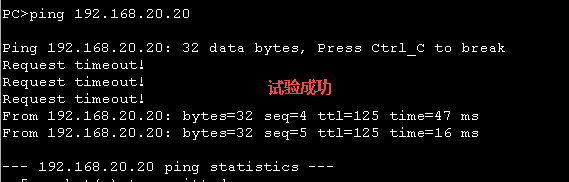 PC>ping 192.168.20.20
Ping 192.168.20.20: 32 data bytes, Press Ctrl_C to break
Request timeout!
Request timeout!
试验成功
Request timeout!
From 192.168.20.20: bytes=32 seq=4 ttl=125 time=47 ms
From 192.168.20.20: bytes=32 seq=5 ttl=125 time=16 ms
--- 192.168.20.20 ping statistics ---